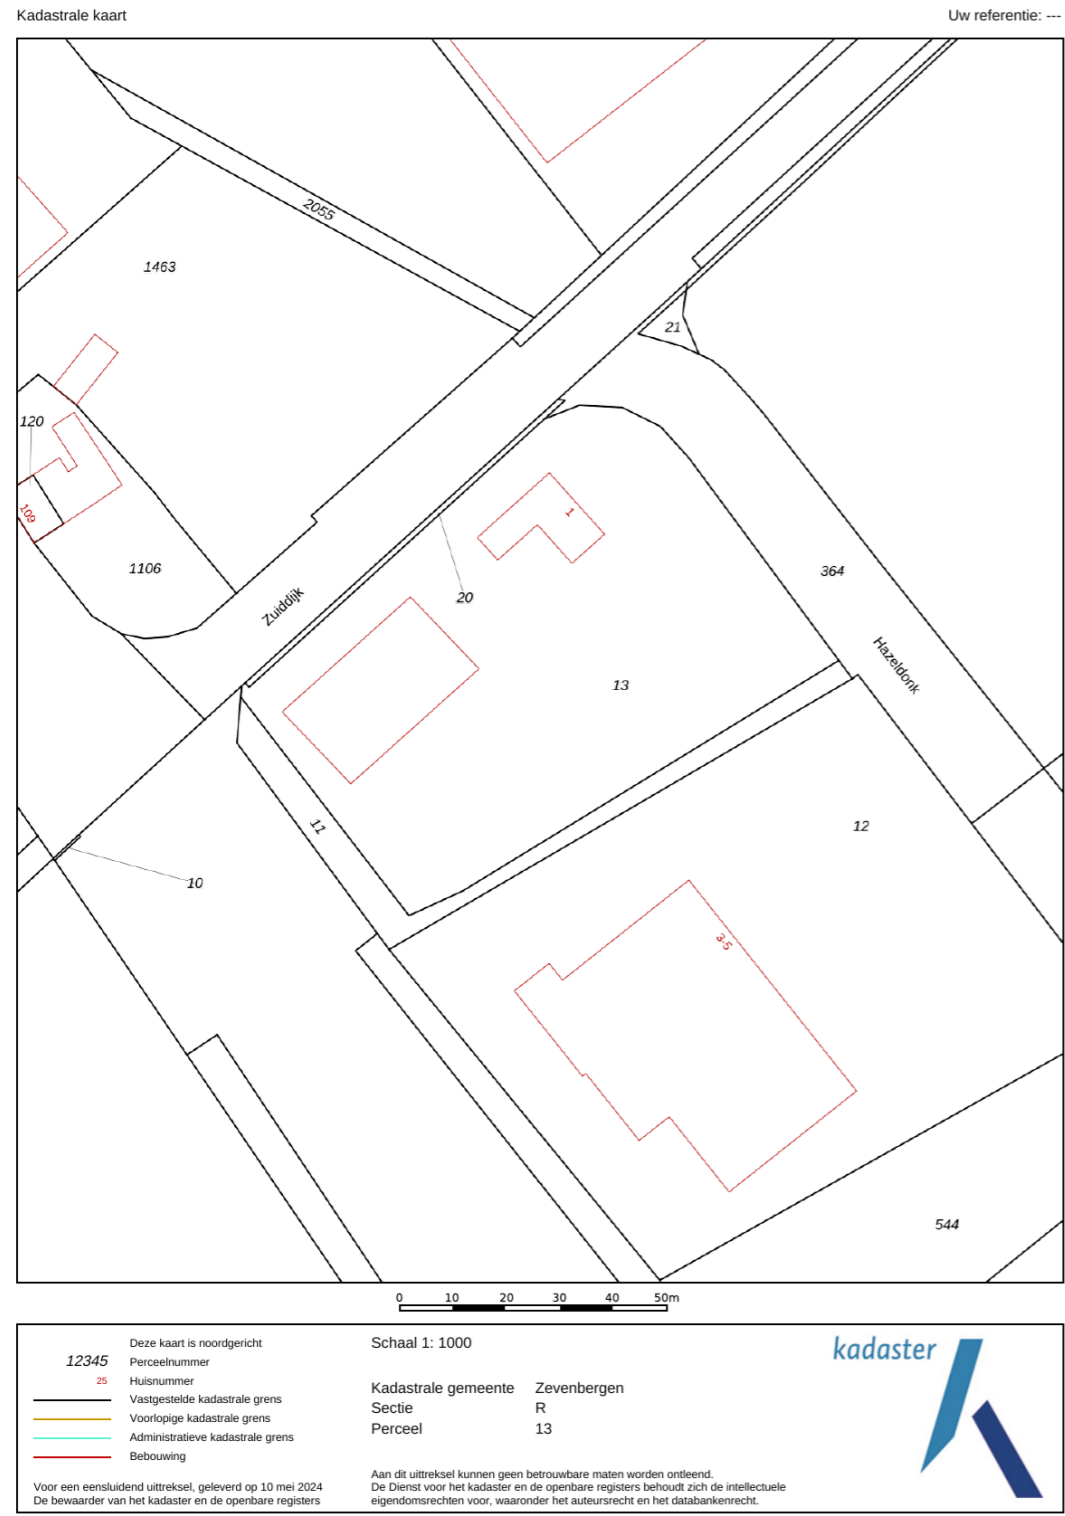 Kadastrale kaart
Uw referentie: ---
2055
1463
21
120
109
1
1106
364
Zuiddijk
20
Hazeldonk
13
11
12
10
3-5
544
0 10 20 30 40 50m
Deze kaart is noordgericht
12345 Perceelnummer
25 Huisnummer
Vastgestelde kadastrale grens
Voorlopige kadastrale grens
Administratieve kadastrale grens
Bebouwing
Voor een eensluidend uittreksel, geleverd op 10 mei 2024
De bewaarder van het kadaster en de openbare registers
Schaal 1: 1000
Kadastrale gemeente Zevenbergen
Sectie R
Perceel 13
Aan dit uittreksel kunnen geen betrouwbare maten worden ontleend.
De Dienst voor het kadaster en de openbare registers behoudt zich de intellectuele
eigendomsrechten voor, waaronder het auteursrecht en het databankenrecht.
kadaster